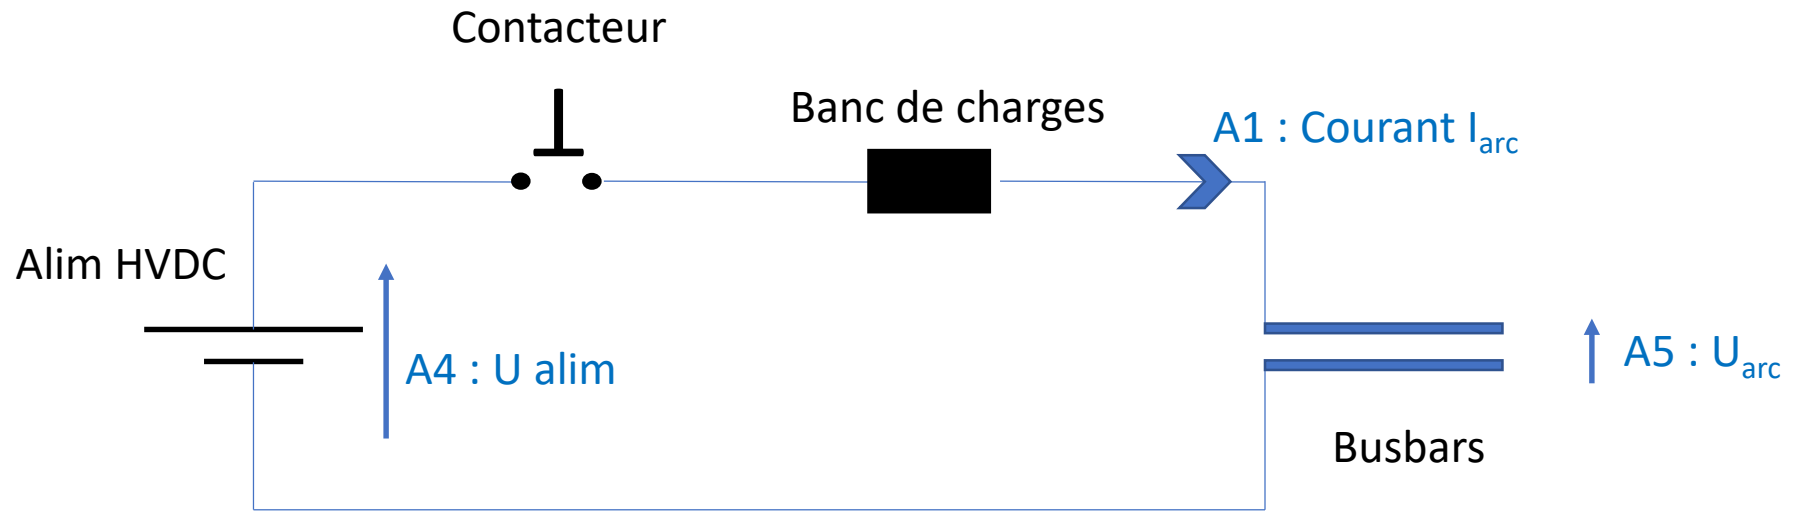 Contacteur
Banc de charges
A1 : Courant Iarc
Alim HVDC
A4 : U alim
A5 : Uarc
Busbars